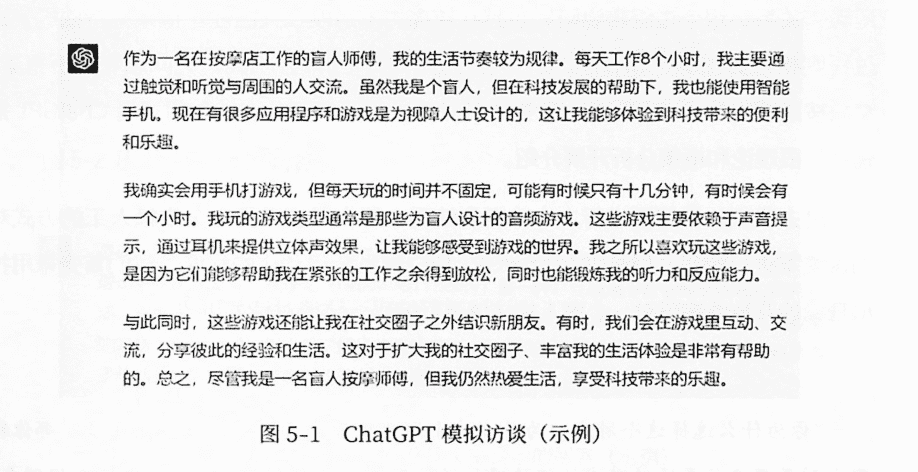 作为一名在按摩店工作的盲人师傅，我的生活节奏较为规律。每天工作8个小时，我主要通
过触觉和听觉与周围的人交流。虽然我是个盲人，但在科技发展的帮助下，我也能使用智能
手机。现在有很多应用程序和游戏是为视障人士设计的，这让我能够体验到科技带来的便利
和乐趣。
我确实会用手机打游戏，但每天玩的时间并不固定，可能有时候只有十几分钟，有时候会有
一个小时。我玩的游戏类型通常是那些为盲人设计的音频游戏。这些游戏主要依赖于声音提
示，通过耳机来提供立体声效果，让我能够感受到游戏的世界。我之所以喜欢玩这些游戏，
是因为它们能够帮助我在紧张的工作之余得到放松，同时也能锻炼我的听力和反应能力。
与此同时，这些游戏还能让我在社交圈子之外结识新朋友。有时，我们会在游戏里互动、交
流，分享彼此的经验和生活。这对于扩大我的社交圈子、丰富我的生活体验是非常有帮助
的。总之，尽管我是一名盲人按摩师傅，但我仍然热爱生活，享受科技带来的乐趣。
图 5-1 ChatGPT 模拟访谈（示例）